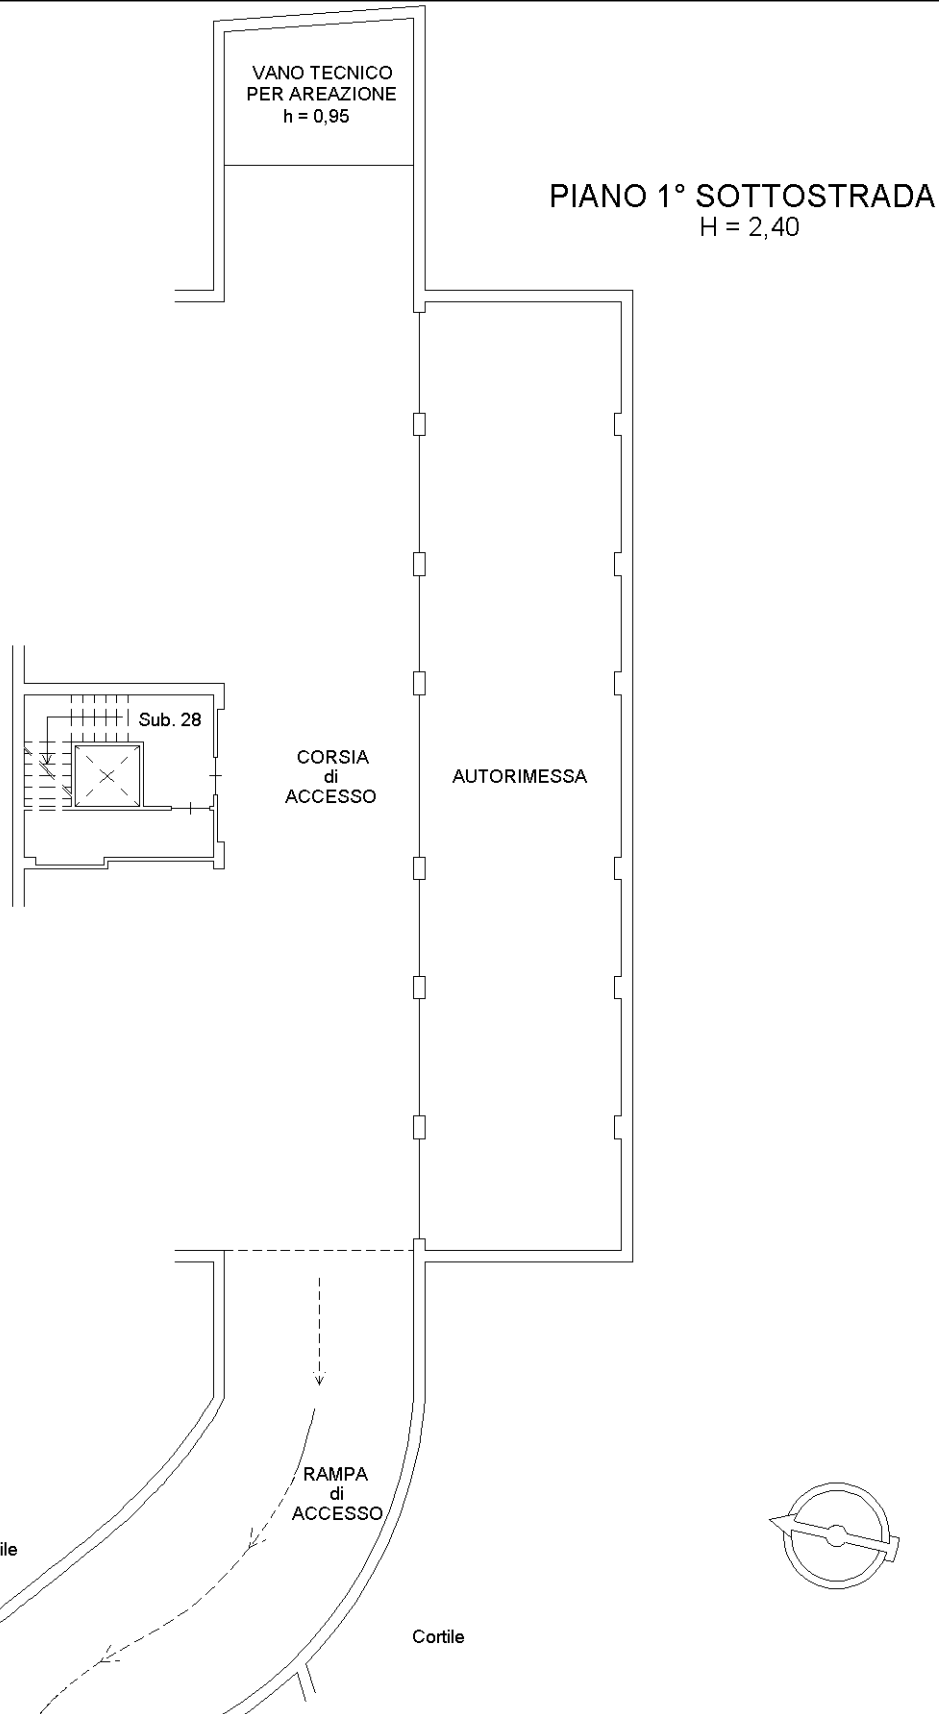 VANO TECNICO
PER AREAZIONE
h = 0,95
PIANO 1° SOTTOSTRADA
H = 2,40
Sub. 28
CORSIA
di
ACCESSO
AUTORIMESSA
RAMPA
di
ACCESSO
ile
Cortile